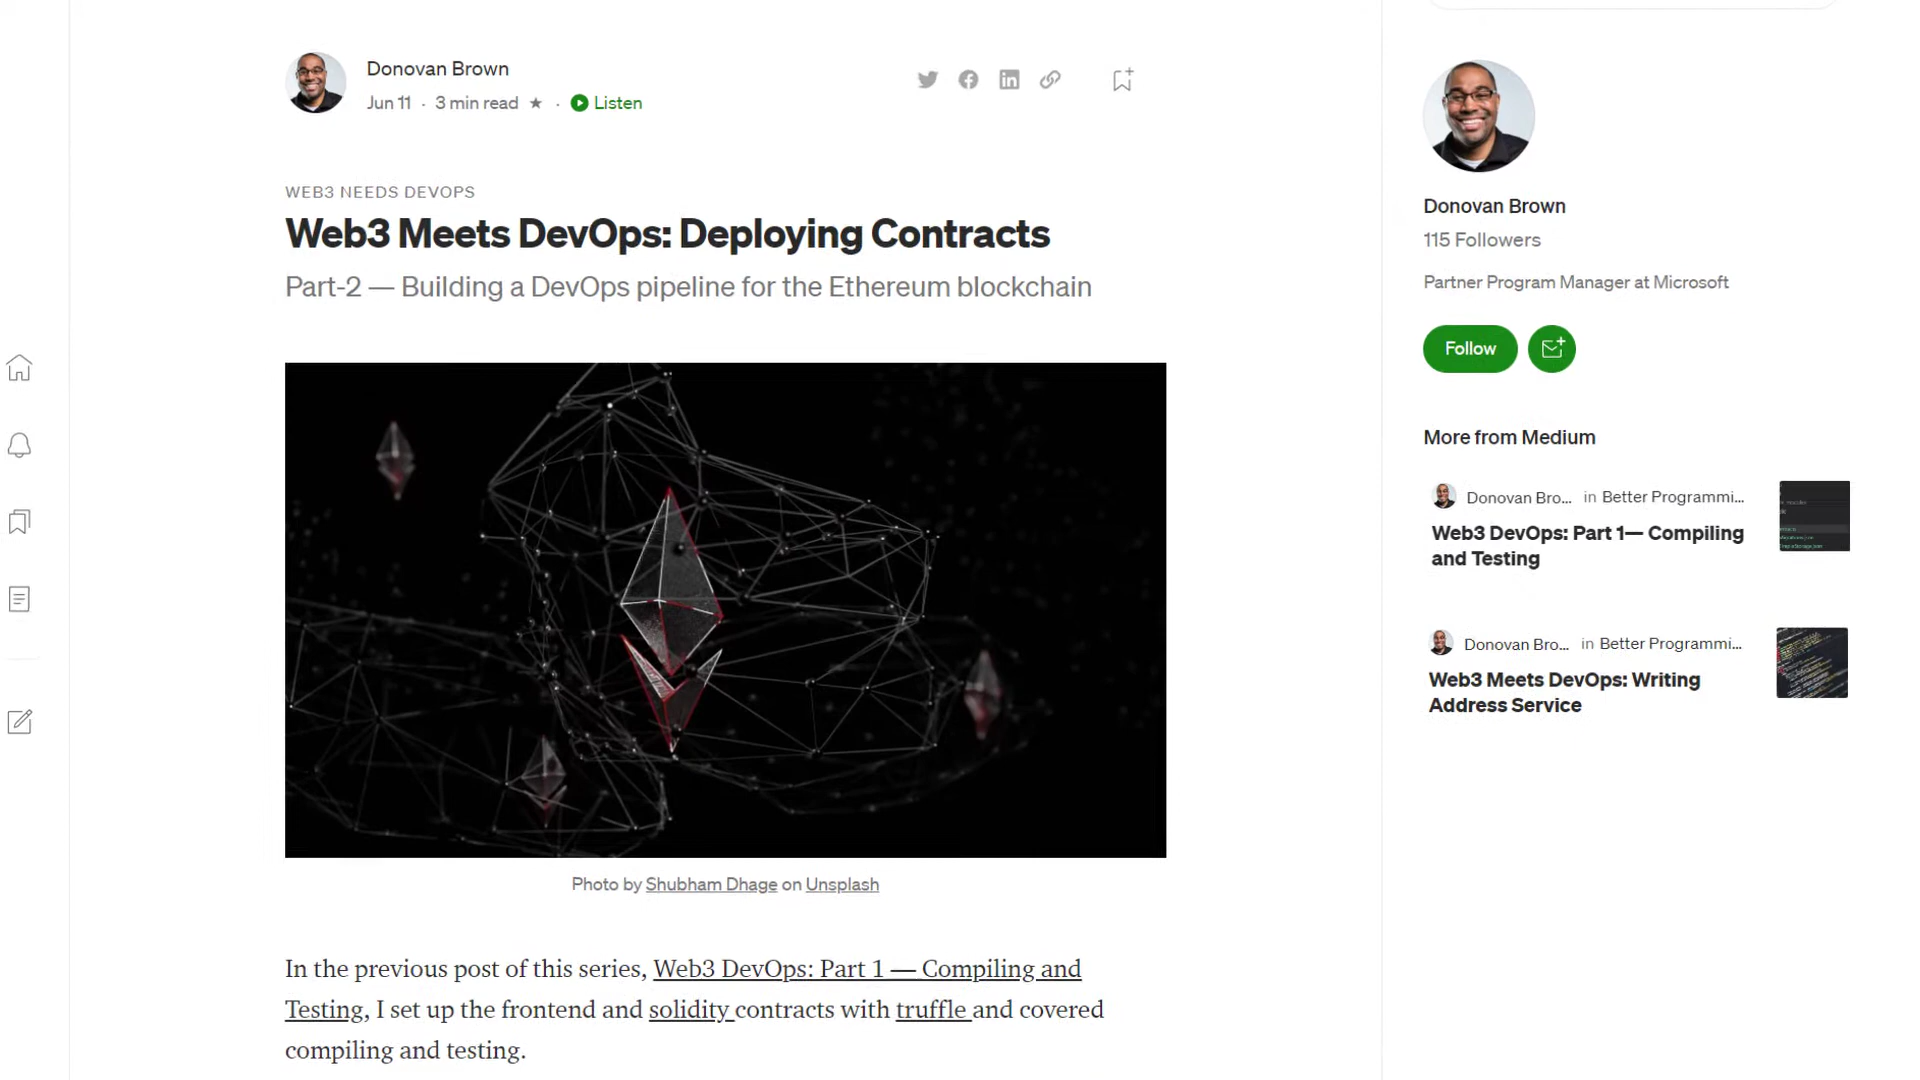 Donovan Brown
Jun 11 · 3 min read ★ · Listen
WEB3 NEEDS DEVOPS
Web3 Meets DevOps: Deploying Contracts
Part-2 — Building a DevOps pipeline for the Ethereum blockchain
Photo by Shubham Dhage on Unsplash
In the previous post of this series, Web3 DevOps: Part 1 — Compiling and
Testing, I set up the frontend and solidity contracts with truffle and covered
compiling and testing.
Donovan Brown
115 Followers
Partner Program Manager at Microsoft
Follow
More from Medium
Donovan Bro... in Better Programmi...
Web3 DevOps: Part 1— Compiling
and Testing
Donovan Bro... in Better Programmi...
Web3 Meets DevOps: Writing
Address Service